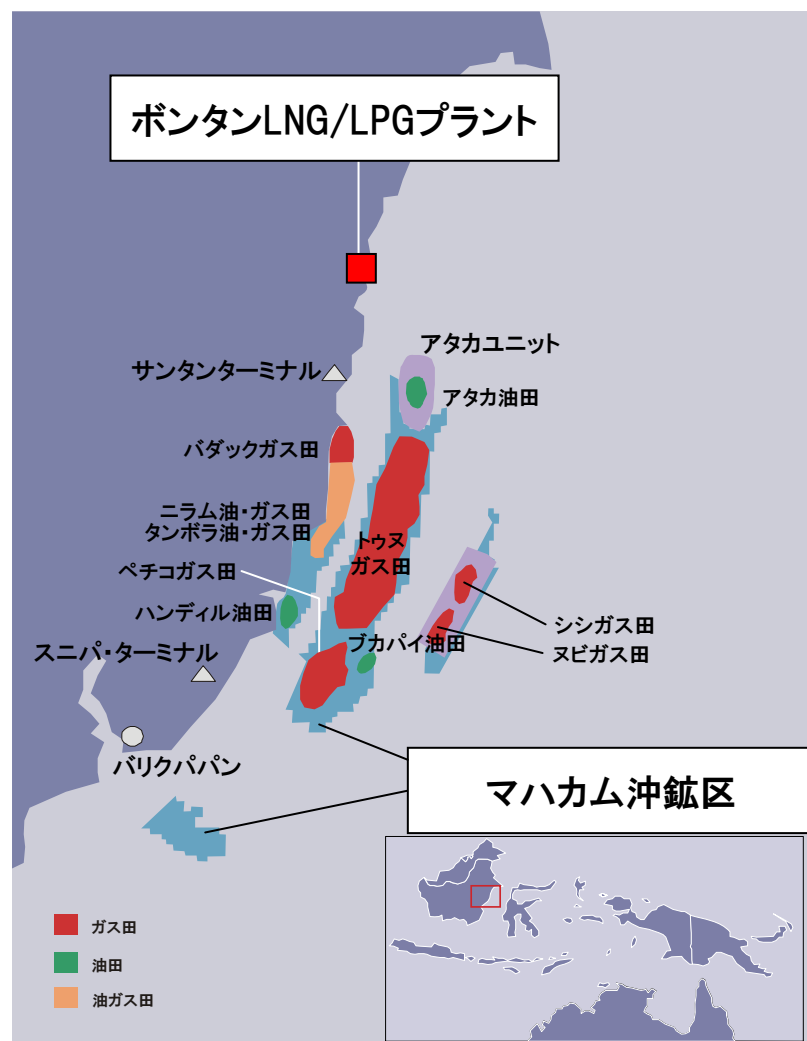 ボンタンLNG/LPGプラント
アタカユニット
サンタンターミナル
アタカ油田
バダックガス田
ニラム油・ガス田
タンボラ油・ガス田
トゥヌ
ガス田
ペチコガス田
ハンディル油田
シシガス田
ブカパイ油田
ヌビガス田
スニパ・ターミナル
バリクパパン
マハカム沖鉱区
ガス田
油田
油ガス田